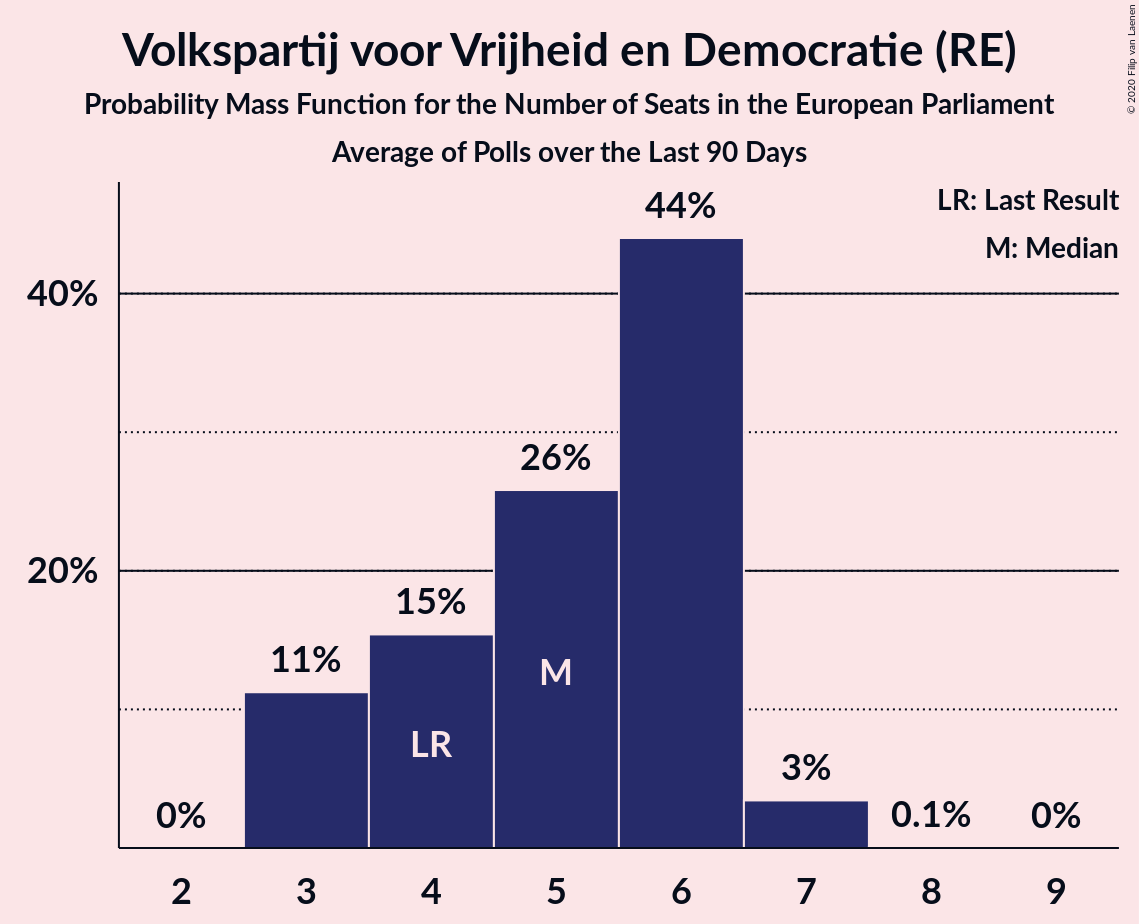 Volkspartij voor Vrijheid en Democratie (RE)
Probability Mass Function for the Number of Seats in the European Parliament
Average of Polls over the Last 90 Days
© 2020 Filip van Laenen
LR: Last Result
M: Median
40%
20%
0%
11%
15%
26%
44%
3%
0.1%
0%
LR
M
2 3 4 5 6 7 8 9